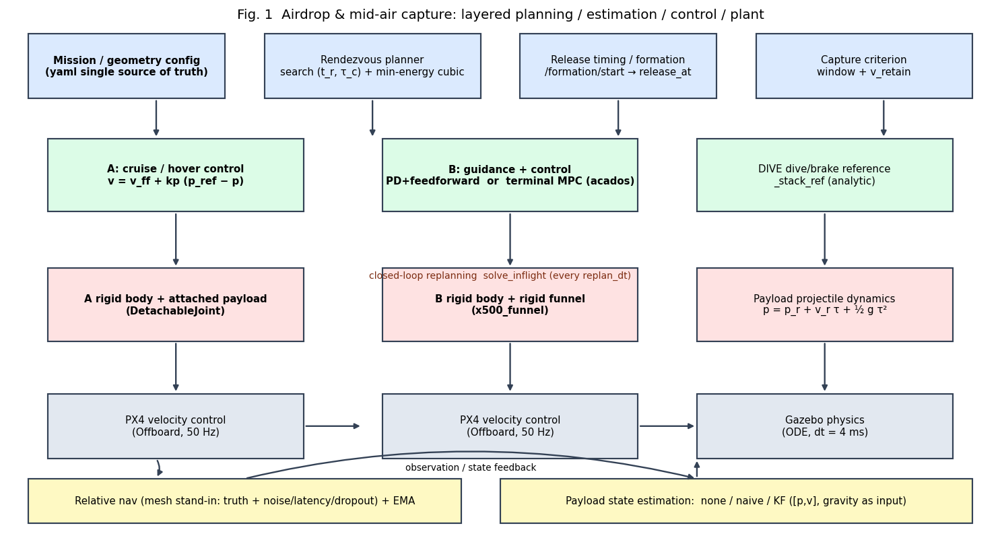 Fig. 1  Airdrop & mid-air capture: layered planning / estimation / control / plant
Mission / geometry config
(yaml single source of truth)
Rendezvous planner
search (t_r, τ_c) + min-energy cubic
Release timing / formation
/formation/start → release_at
Capture criterion
window + v_retain
A: cruise / hover control
v = v_ff + kp (p_ref − p)
B: guidance + control
PD+feedforward  or  terminal MPC (acados)
DIVE dive/brake reference
_stack_ref (analytic)
closed-loop replanning  solve_inflight (every replan_dt)
A rigid body + attached payload
(DetachableJoint)
B rigid body + rigid funnel
(x500_funnel)
Payload projectile dynamics
p = p_r + v_r τ + ½ g τ²
PX4 velocity control
(Offboard, 50 Hz)
PX4 velocity control
(Offboard, 50 Hz)
Gazebo physics
(ODE, dt = 4 ms)
observation / state feedback
Relative nav (mesh stand-in: truth + noise/latency/dropout) + EMA
Payload state estimation:  none / naive / KF ([p,v], gravity as input)